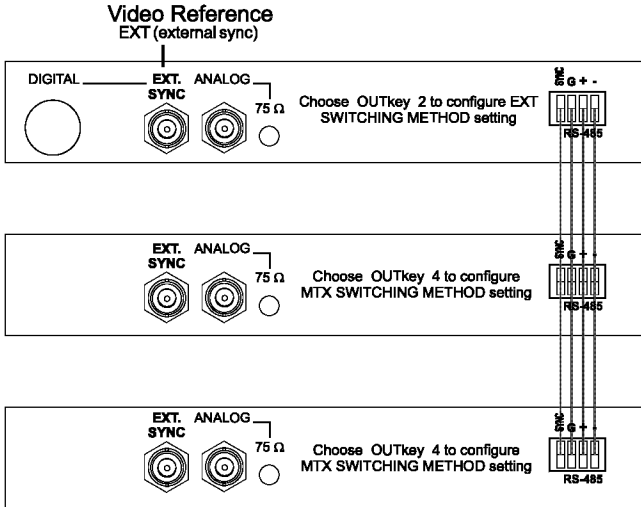 Video Reference
EXT (external sync)
DIGITAL EXT. SYNC ANALOG
75 Ω
Choose OUTkey 2 to configure EXT
SWITCHING METHOD setting
SYNC G + -
RS-485
EXT. SYNC ANALOG
75 Ω
Choose OUTkey 4 to configure
MTX SWITCHING METHOD setting
SYNC G + -
RS-485
EXT. SYNC ANALOG
75 Ω
Choose OUTkey 4 to configure
MTX SWITCHING METHOD setting
SYNC G + -
RS-485